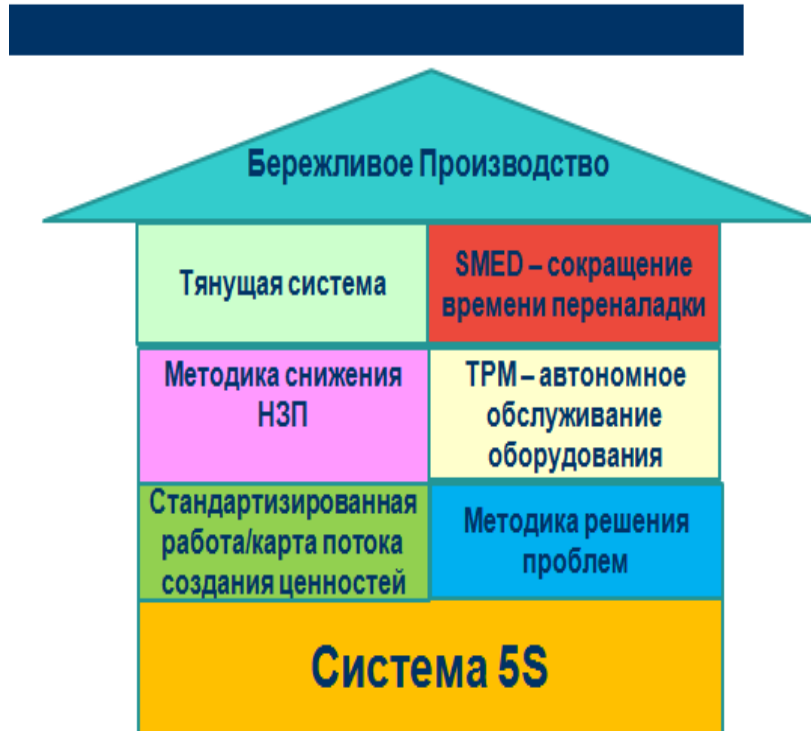 Бережливое Производство
Тянущая система
SMED – сокращение
времени переналадки
Методика снижения
НЗП
TPM – автономное
обслуживание
оборудования
Стандартизированная
работа/карта потока
создания ценностей
Методика решения
проблем
Система 5S